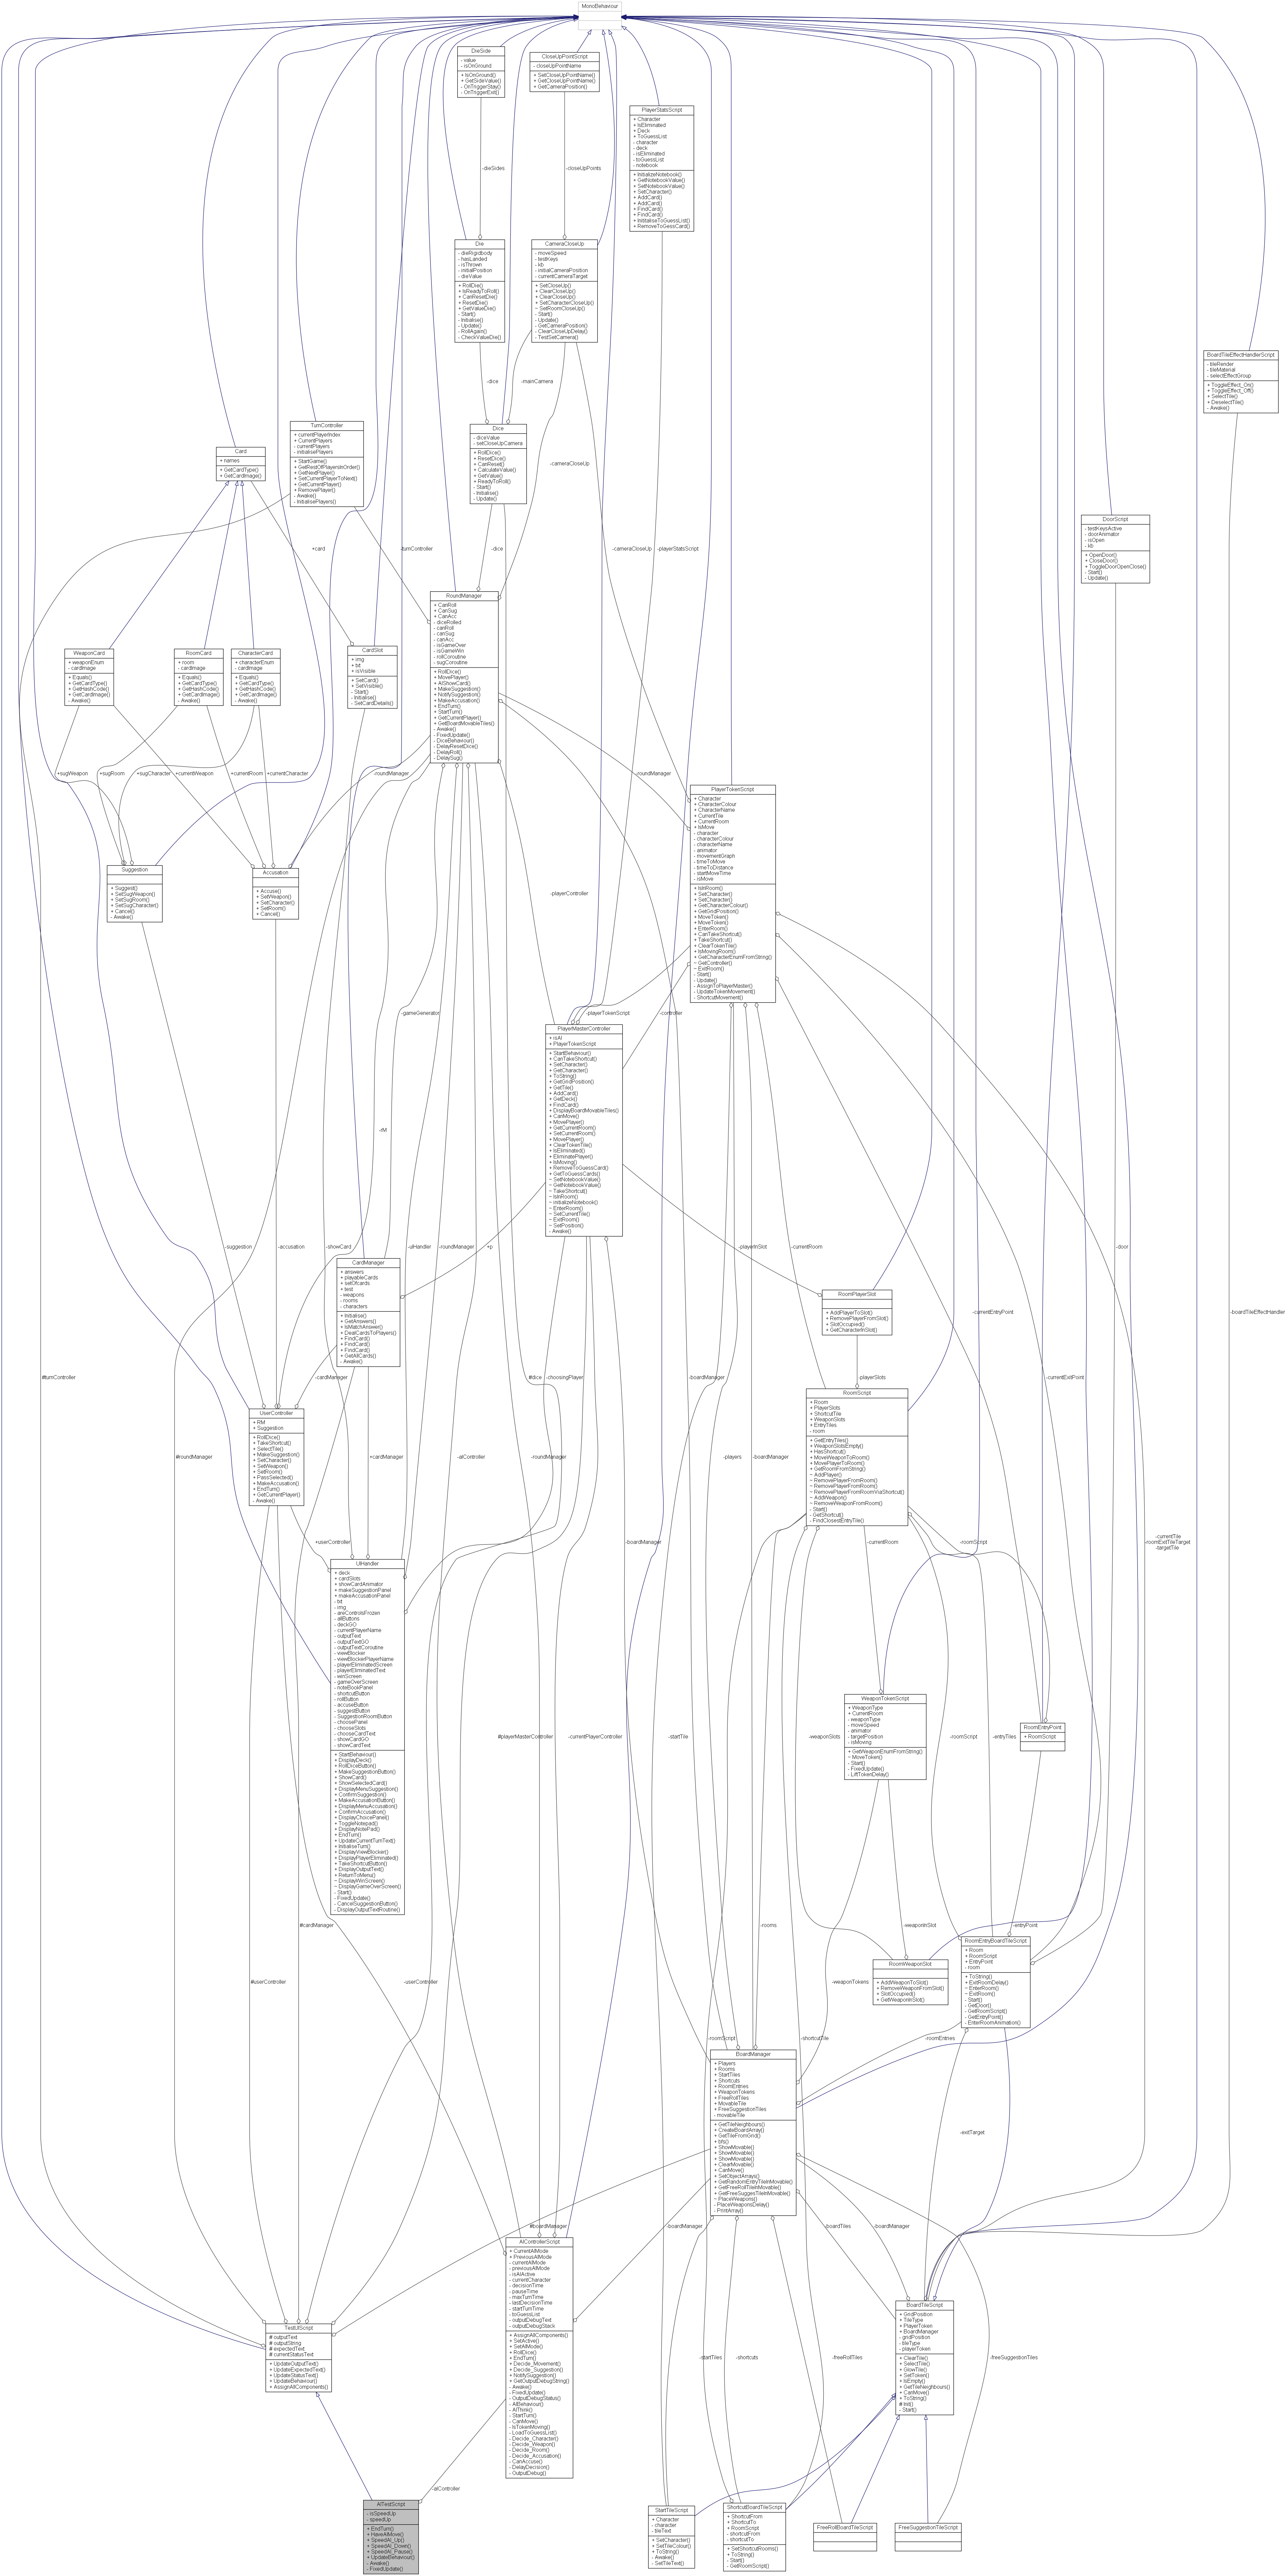 MonoBehaviour
DieSide
- value
- isOnGround
+ IsOnGround()
+ GetSideValue()
- OnTriggerStay()
- OnTriggerExit()
CloseUpPointScript
- closeUpPointName
+ SetCloseUpPointName()
+ GetCloseUpPointName()
+ GetCameraPosition()
PlayerStatsScript
+ Character
+ IsEliminated
+ Deck
+ ToGuessList
- character
- deck
- isEliminated
- toGuessList
- notebook
+ InitializeNotebook()
+ GetNotebookValue()
+ SetNotebookValue()
+ SetCharacter()
+ AddCard()
+ AddCard()
+ FindCard()
+ FindCard()
+ InititaliseToGuessList()
+ RemoveToGessCard()
-dieSides
-closeUpPoints
Die
- dieRigidbody
- hasLanded
- isThrown
- initialPosition
- dieValue
+ RollDie()
+ IsReadyToRoll()
+ CanResetDie()
+ ResetDie()
+ GetValueDie()
- Start()
- Initialise()
- Update()
- RollAgain()
- CheckValueDie()
CameraCloseUp
- moveSpeed
- testKeys
- kb
- initialCameraPosition
- currentCameraTarget
+ SetCloseUp()
+ ClearCloseUp()
+ ClearCloseUp()
+ SetCharacterCloseUp()
~ SetRoomCloseUp()
- Start()
- Update()
- GetCameraPosition()
- ClearCloseUpDelay()
- TestSetCamera()
BoardTileEffectHandlerScript
- tileRender
- tileMaterial
- selectEffectGroup
+ ToggleEffect_On()
+ ToggleEffect_Off()
+ SelectTile()
+ DeselectTile()
- Awake()
-dice
-mainCamera
TurnController
+ currentPlayerIndex
+ CurrentPlayers
- currentPlayers
- initialisePlayers
+ StartGame()
+ GetRestOfPlayersInOrder()
+ GetNextPlayer()
+ SetCurrentPlayerToNext()
+ GetCurrentPlayer()
+ RemovePlayer()
- Awake()
- InitialisePlayers()
Dice
- diceValue
- setCloseUpCamera
+ RollDice()
+ ResetDice()
+ CanReset()
+ CalculateValue()
+ GetValue()
+ ReadyToRoll()
- Start()
- Initialise()
- Update()
Card
+ names
+ GetCardType()
+ GetCardImage()
-cameraCloseUp
DoorScript
- testKeysActive
- doorAnimator
- isOpen
- kb
+ OpenDoor()
+ CloseDoor()
+ ToggleDoorOpenClose()
- Start()
- Update()
+card
-turnController
-dice
-cameraCloseUp
-playerStatsScript
RoundManager
+ CanRoll
+ CanSug
+ CanAcc
- diceRolled
- canRoll
- canSug
- canAcc
- isGameOver
- isGameWin
- rollCoroutine
- sugCoroutine
+ RollDice()
+ MovePlayer()
+ AIShowCard()
+ MakeSuggestion()
+ NotifySuggestion()
+ MakeAccusation()
+ EndTurn()
+ StartTurn()
+ GetCurrentPlayer()
+ GetBoardMovableTiles()
- Awake()
- FixedUpdate()
- DiceBehaviour()
- DelayResetDice()
- DelayRoll()
- DelaySug()
WeaponCard
+ weaponEnum
- cardImage
+ Equals()
+ GetCardType()
+ GetHashCode()
+ GetCardImage()
- Awake()
RoomCard
+ room
- cardImage
+ Equals()
+ GetCardType()
+ GetHashCode()
+ GetCardImage()
- Awake()
CharacterCard
+ characterEnum
- cardImage
+ Equals()
+ GetCardType()
+ GetHashCode()
+ GetCardImage()
- Awake()
CardSlot
+ img
+ txt
+ isVisible
+ SetCard()
+ SetVisible()
- Start()
- Initialise()
- SetCardDetails()
+sugWeapon
+sugRoom
+sugCharacter
+currentWeapon
+currentRoom
+currentCharacter
-roundManager
-roundManager
PlayerTokenScript
+ Character
+ CharacterColour
+ CharacterName
+ CurrentTile
+ CurrentRoom
+ IsMove
- character
- characterColour
- characterName
- animator
- movementGraph
- timeToMove
- timeToDistance
- startMoveTime
- isMove
+ IsInRoom()
+ SetCharacter()
+ SetCharacter()
+ GetCharacterColour()
+ GetGridPosition()
+ MoveToken()
+ MoveToken()
+ EnterRoom()
+ CanTakeShortcut()
+ TakeShortcut()
+ ClearTokenTile()
+ IsMovingRoom()
+ GetCharacterEnumFromString()
~ GetController()
~ ExitRoom()
- Start()
- Update()
- AssignToPlayerMaster()
- UpdateTokenMovement()
- ShortcutMovement()
Suggestion
+ Suggest()
+ SetSugWeapon()
+ SetSugRoom()
+ SetSugCharacter()
+ Cancel()
- Awake()
Accusation
+ Accuse()
+ SetWeapon()
+ SetCharacter()
+ SetRoom()
+ Cancel()
-playerController
-gameGenerator
-playerTokenScript
-controller
PlayerMasterController
+ isAI
+ PlayerTokenScript
+ StartBehaviour()
+ CanTakeShortcut()
+ SetCharacter()
+ GetCharacter()
+ ToString()
+ GetGridPosition()
+ GetTile()
+ AddCard()
+ GetDeck()
+ FindCard()
+ DisplayBoardMovableTiles()
+ CanMove()
+ MovePlayer()
+ GetCurrentRoom()
+ SetCurrentRoom()
+ MovePlayer()
+ ClearTokenTile()
+ IsEliminated()
+ EliminatePlayer()
+ IsMoving()
+ RemoveToGuessCard()
+ GetToGuessCards()
~ SetNotebookValue()
~ GetNotebookValue()
~ TakeShortcut()
~ IsInRoom()
~ initializeNotebook()
~ EnterRoom()
~ SetCurrentTile()
~ ExitRoom()
~ SetPosition()
- Awake()
-rM
-suggestion
-accusation
-showCard
-uiHandler
-roundManager
+p
-playerInSlot
-currentRoom
-door
CardManager
+ answers
+ playableCards
+ setOfcards
+ test
- weapons
- rooms
- characters
+ Initialise()
+ GetAnswers()
+ IsMatchAnswer()
+ DealCardsToPlayers()
+ FindCard()
+ FindCard()
+ FindCard()
+ GetAllCards()
- Awake()
RoomPlayerSlot
+ AddPlayerToSlot()
+ RemovePlayerFromSlot()
+ SlotOccupied()
+ GetCharacterInSlot()
-currentEntryPoint
-boardTileEffectHandler
#turnController
-cardManager
#dice
-choosingPlayer
-boardManager
-playerSlots
-currentExitPoint
RoomScript
+ Room
+ PlayerSlots
+ ShortcutTile
+ WeaponSlots
+ EntryTiles
- room
+ GetEntryTiles()
+ WeaponSlotsEmpty()
+ HasShortcut()
+ MoveWeaponToRoom()
+ MovePlayerToRoom()
+ GetRoomFromString()
~ AddPlayer()
~ RemovePlayerFromRoom()
~ RemovePlayerFromRoom()
~ RemovePlayerFromRoomViaShortcut()
~ AddWeapon()
~ RemoveWeaponFromRoom()
- Start()
- GetShortcut()
- FindClosestEntryTile()
UserController
+ RM
+ Suggestion
+ RollDice()
+ TakeShortcut()
+ SelectTile()
+ MakeSuggestion()
+ SetCharacter()
+ SetWeapon()
+ SetRoom()
+ PassSelected()
+ MakeAccusation()
+ EndTurn()
+ GetCurrentPlayer()
- Awake()
#roundManager
+cardManager
-aiController
-roundManager
-boardManager
-players
-boardManager
+userController
-currentRoom
-roomScript
-currentTile
-roomExitTileTarget
-targetTile
UIHandler
+ deck
+ cardSlots
+ showCardAnimator
+ makeSuggestionPanel
+ makeAccusationPanel
- txt
- img
- areControlsFrozen
- allButtons
- deckGO
- currentPlayerName
- outputText
- outputTextGO
- outputTextCoroutine
- viewBlocker
- viewBlockerPlayerName
- playerEliminatedScreen
- playerEliminatedText
- winScreen
- gameOverScreen
- noteBookPanel
- shortcutButton
- rollButton
- accuseButton
- suggestButton
- SuggestionRoomButton
- choosePanel
- chooseSlots
- chooseCardText
- showCardGO
- showCardText
+ StartBehaviour()
+ DisplayDeck()
+ RollDiceButton()
+ MakeSuggestionButton()
+ ShowCard()
+ ShowSelectedCard()
+ DisplayMenuSuggestion()
+ ConfirmSuggestion()
+ MakeAccusationButton()
+ DisplayMenuAccusation()
+ ConfirmAccusation()
+ DisplayChoicePanel()
+ ToggleNotepad()
+ DisplayNotePad()
+ EndTurn()
+ UpdateCurrentTurnText()
+ InitialiseTurn()
+ DisplayViewBlocker()
+ DisplayPlayerEliminated()
+ TakeShortcutButton()
+ DisplayOutputText()
+ ReturnToMenu()
~ DisplayWinScreen()
~ DisplayGameOverScreen()
- Start()
- FixedUpdate()
- CancelSuggestionButton()
- DisplayOutputTextRoutine()
WeaponTokenScript
+ WeaponType
+ CurrentRoom
- weaponType
- moveSpeed
- animator
- targetPosition
- isMoving
+ GetWeaponEnumFromString()
~ MoveToken()
- Start()
- FixedUpdate()
- LiftTokenDelay()
RoomEntryPoint
+ RoomScript
#playerMasterController
-currentPlayerController
-startTile
-weaponSlots
-roomScript
-entryTiles
#cardManager
-rooms
-weaponInSlot
-entryPoint
RoomEntryBoardTileScript
+ Room
+ RoomScript
+ EntryPoint
- room
+ ToString()
+ ExitRoomDelay()
~ EnterRoom()
~ ExitRoom()
- Start()
- GetDoor()
- GetRoomScript()
- GetEntryPoint()
- EnterRoomAnimation()
RoomWeaponSlot
+ AddWeaponToSlot()
+ RemoveWeaponFromSlot()
+ SlotOccupied()
+ GetWeaponInSlot()
#userController
-userController
-weaponTokens
-roomScript
-shortcutTile
-roomEntries
BoardManager
+ Players
+ Rooms
+ StartTiles
+ Shortcuts
+ RoomEntries
+ WeaponTokens
+ FreeRollTiles
+ MovableTile
+ FreeSuggestionTiles
- movableTile
+ GetTileNeighbours()
+ CreateBoardArray()
+ GetTileFromGrid()
+ bfs()
+ ShowMovable()
+ ShowMovable()
+ ShowMovable()
+ ClearMovable()
+ CanMove()
+ SetObjectArrays()
+ GetRandomEntryTileInMovable()
+ GetFreeRollTileInMovable()
+ GetFreeSuggesTileInMovable()
~ PlaceWeapons()
- PlaceWeaponsDelay()
- PrintArray()
-exitTarget
#boardManager
-boardManager
-boardTiles
-boardManager
AIControllerScript
+ CurrentAIMode
+ PreviousAIMode
- currentAIMode
- previousAIMode
- isAIActive
- currentCharacter
- decisionTime
- pauseTime
- maxTurnTime
- lastDecisionTime
- startTurnTime
- toGuessList
- outputDebugText
- outputDebugStack
+ AssignAllComponents()
+ SetActive()
+ SetAIMode()
+ RollDice()
+ EndTurn()
+ Decide_Movement()
+ Decide_Suggestion()
+ NotifySuggestion()
+ GetOutputDebugString()
- Awake()
- FixedUpdate()
- OutputDebugStatus()
- AIBehaviour()
- AIThink()
- StartTurn()
- CanMove()
- IsTokenMoving()
- LoadToGuessList()
- Decide_Character()
- Decide_Weapon()
- Decide_Room()
- Decide_Accusation()
- CanAccuse()
- DelayDecision()
- OutputDebug()
-startTiles
-shortcuts
-freeRollTiles
-freeSuggestionTiles
BoardTileScript
+ GridPosition
+ TileType
+ PlayerToken
+ BoardManager
- gridPosition
- tileType
- playerToken
+ ClearTile()
+ SelectTile()
+ GlowTile()
+ SetToken()
+ IsEmpty()
+ GetTileNeighbours()
+ CanMove()
+ ToString()
# Init()
- Start()
TestUIScript
# outputText
# outputString
# expectedText
# currentStatusText
+ UpdateOutputText()
+ UpdateExpectedText()
+ UpdateStatusText()
+ UpdateBehaviour()
+ AssignAllComponents()
-aiController
AITestScript
- isSpeedUp
- speedUp
+ EndTurn()
+ HaveAIMove()
+ SpeedAI_Up()
+ SpeedAI_Down()
+ SpeedAI_Pause()
+ UpdateBehaviour()
- Awake()
- FixedUpdate()
StartTileScript
+ Character
- character
- tileText
+ SetCharacter()
+ SetTileColour()
+ ToString()
- Awake()
- SetTileText()
ShortcutBoardTileScript
+ ShortcutFrom
+ ShortcutTo
+ RoomScript
- shortcutFrom
- shortcutTo
+ SetShortcutRooms()
+ ToString()
- Start()
- GetRoomScript()
FreeRollBoardTileScript
FreeSuggestionTileScript